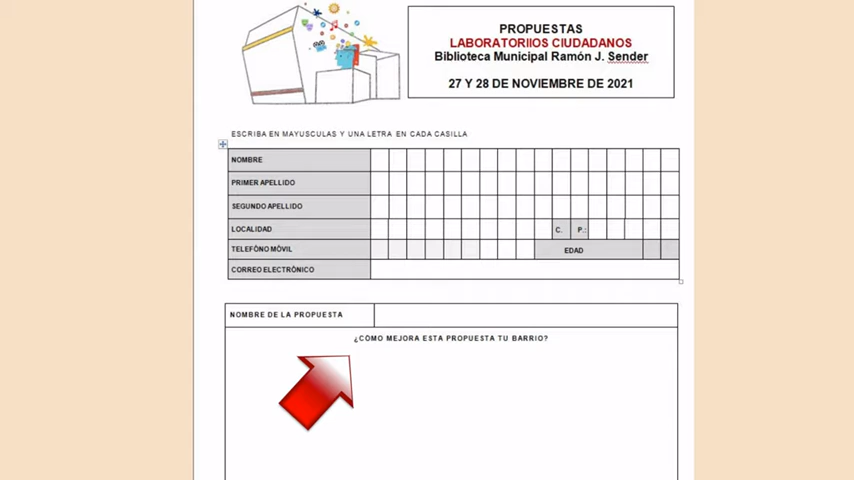 PROPUESTAS
LABORATORIIOS CIUDADANOS
Biblioteca Municipal Ramón J. Sender
27 Y 28 DE NOVIEMBRE DE 2021
ESCRIBA EN MAYUSCULAS Y UNA LETRA EN CADA CASILLA
NOMBRE
PRIMER APELLIDO
SEGUNDO APELLIDO
LOCALIDAD C. P.:
TELEFÓNO MÓVIL EDAD
CORREO ELECTRÓNICO
NOMBRE DE LA PROPUESTA
¿CÓMO MEJORA ESTA PROPUESTA TU BARRIO?